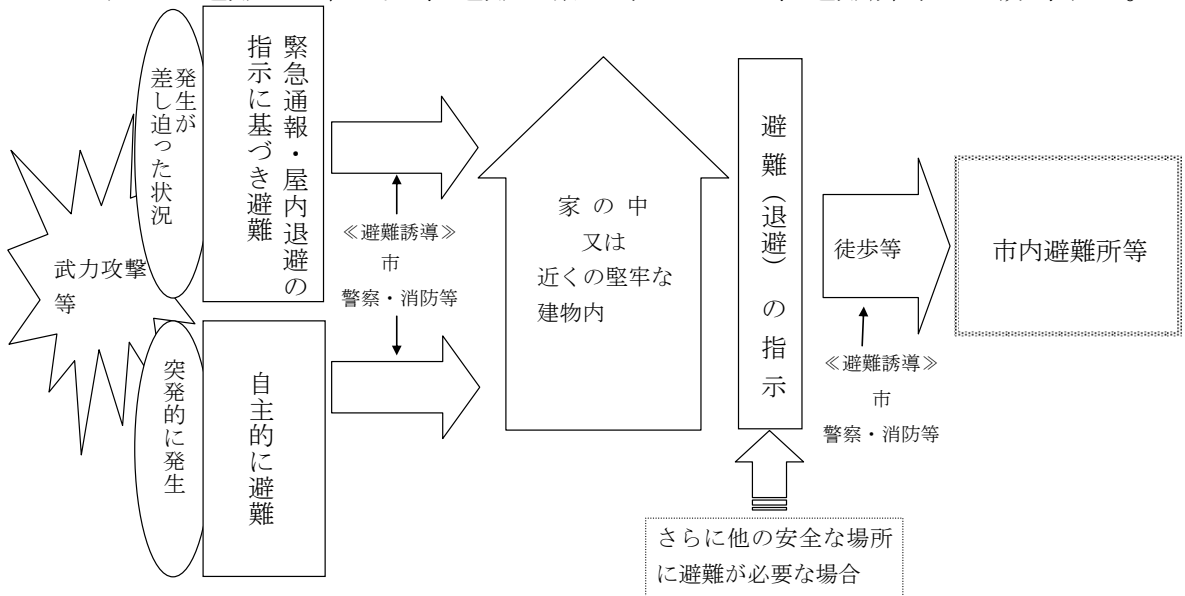 武力攻撃
等
発生が
差し迫った状況
緊急通報・屋内退避の
指示に基づき避難
突発的に発生
自主的に避難
≪避難誘導≫
市
警察・消防等
家の中
又は
近くの堅牢な
建物内
避難（退避）の指示
さらに他の安全な場所
に避難が必要な場合
徒歩等
≪避難誘導≫
市
警察・消防等
市内避難所等